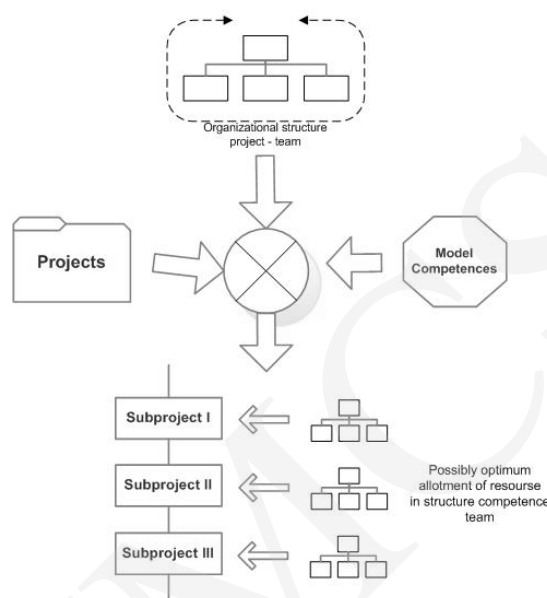 Organizational structure
project - team
Projects
Model
Competences
Subproject I
Subproject II
Possibly optimum
allotment of resourse
in structure competence
team
Subproject III